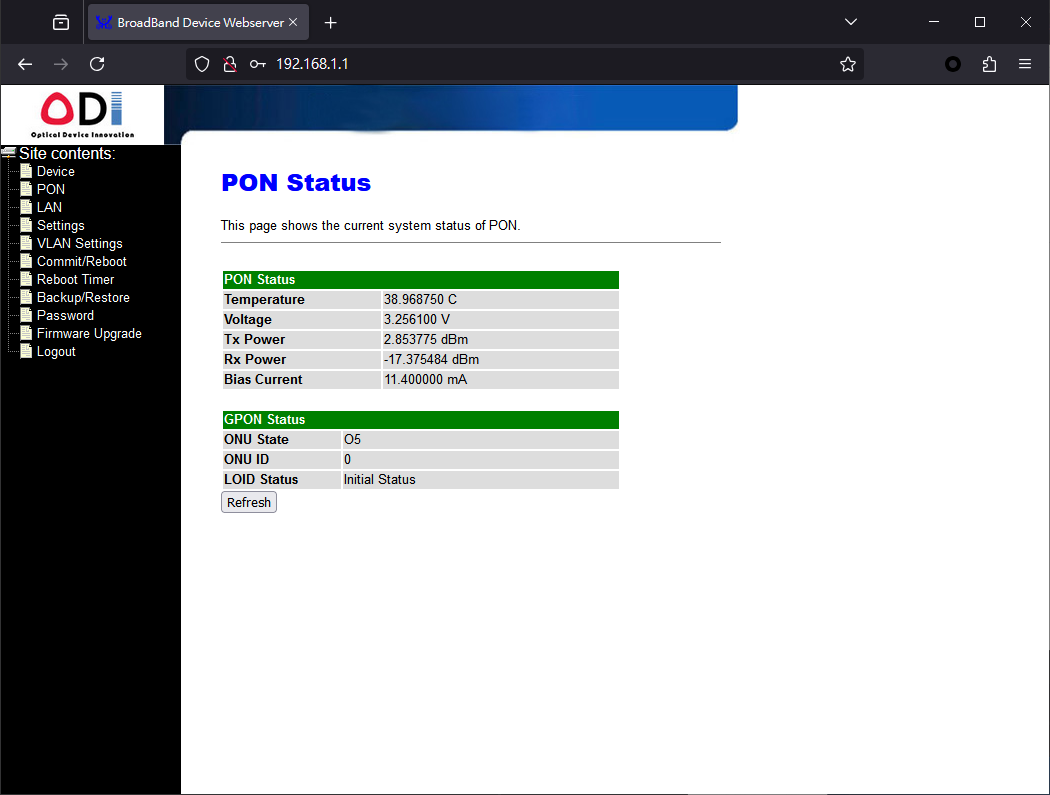 BroadBand Device Webserver
192.168.1.1
ODI
Optical Device Innovation
Site contents:
Device
PON
LAN
Settings
VLAN Settings
Commit/Reboot
Reboot Timer
Backup/Restore
Password
Firmware Upgrade
Logout
PON Status
This page shows the current system status of PON.
PON Status
Temperature 38.968750 C
Voltage 3.256100 V
Tx Power 2.853775 dBm
Rx Power -17.375484 dBm
Bias Current 11.400000 mA
GPON Status
ONU State O5
ONU ID 0
LOID Status Initial Status
Refresh